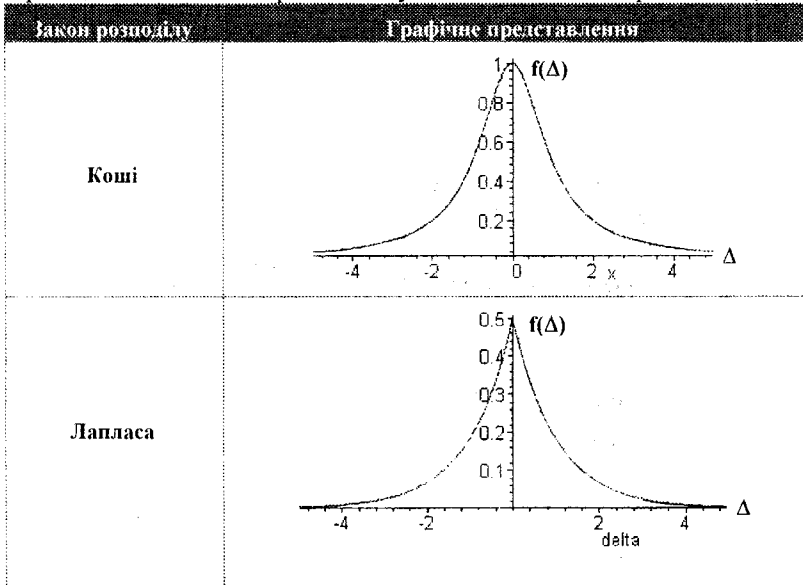 Закон розподілу Графічне представлення
Коші
1 f(Δ)
0.8
0.6
0.4
0.2
-4 -2 0 2 x 4 Δ
Лапласа
0.5 f(Δ)
0.4
0.3
0.2
0.1
-4 -2 2 4 Δ
delta